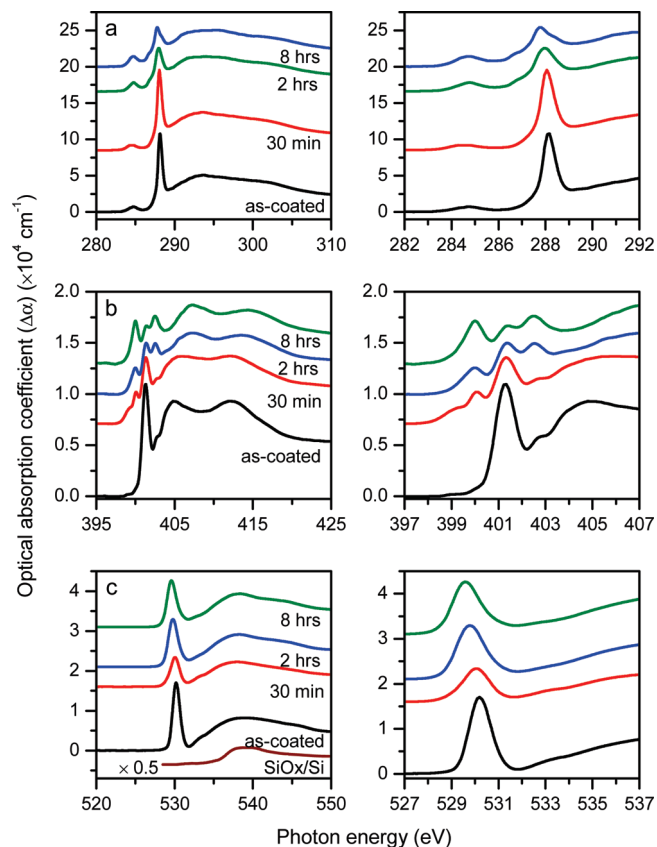 Optical absorption coefficient (Δα) (×10⁴ cm⁻¹)
a
25
20
15
10
5
0
8 hrs
2 hrs
30 min
as-coated
280 290 300 310
25
20
15
10
5
0
282 284 286 288 290 292
b
2.0
1.5
1.0
0.5
0.0
8 hrs
2 hrs
30 min
as-coated
395 405 415 425
2.0
1.5
1.0
0.5
0.0
397 399 401 403 405 407
c
4
3
2
1
0
8 hrs
2 hrs
30 min
as-coated
× 0.5 SiOx/Si
520 530 540 550
4
3
2
1
0
527 529 531 533 535 537
Photon energy (eV)